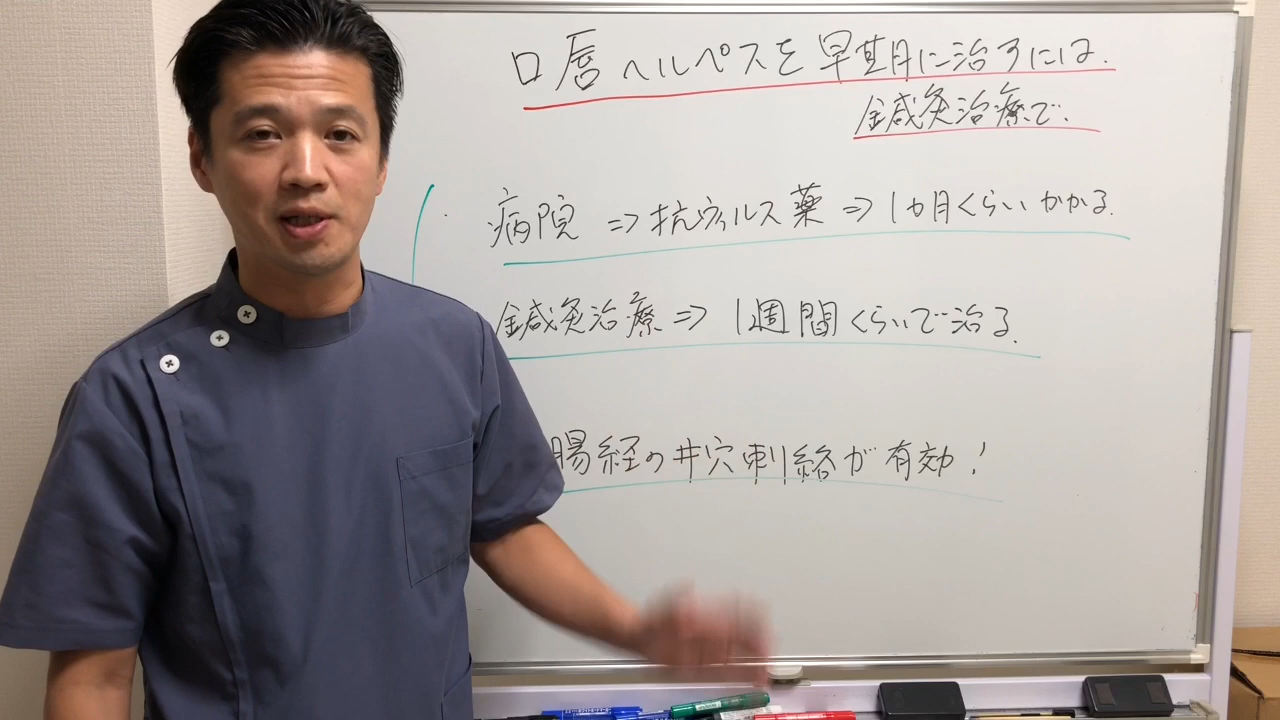 口唇ヘルペスを早期に治すには.
鍼灸治療で.
病院 ⇒ 抗ウィルス薬 ⇒ 1ヵ月くらいかかる.
鍼灸治療 ⇒ 1週間くらいで治る.
腸経の井穴刺絡が有効!